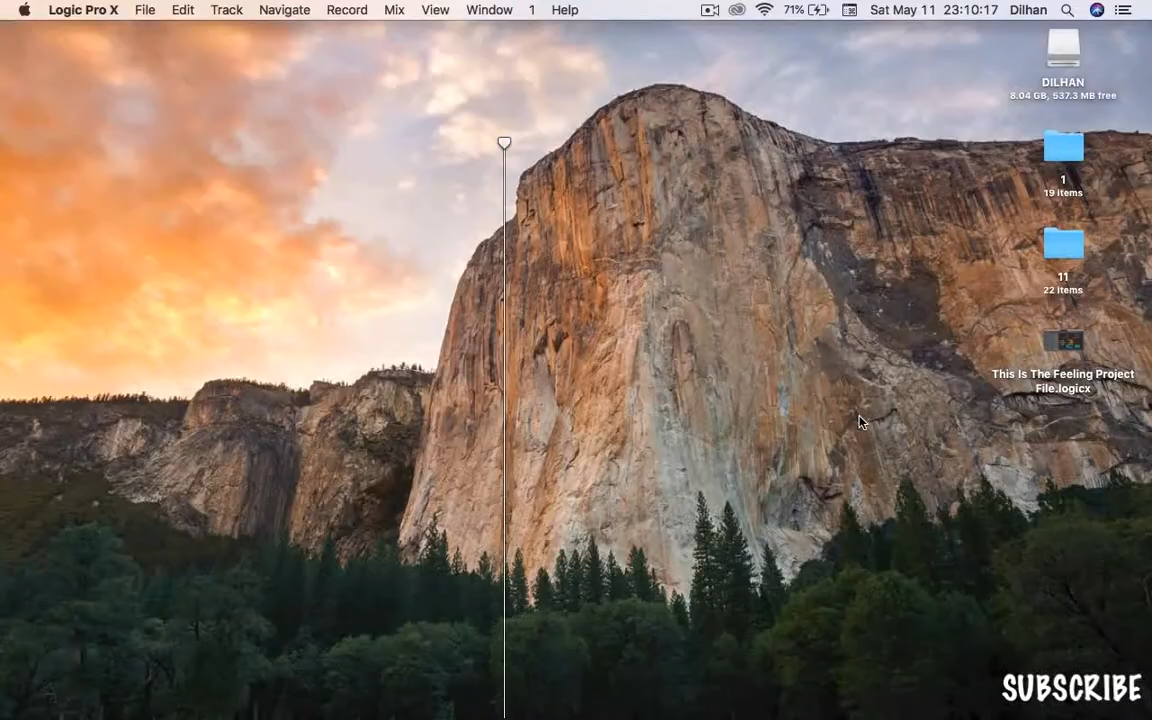 Logic Pro X File Edit Track Navigate Record Mix View Window 1 Help 71% Sat May 11 23:10:17 Dilhan
DILHAN
8.04 GB, 537.3 MB free
1
19 items
11
22 items
This Is The Feeling Project
File.logicx
SUBSCRIBE